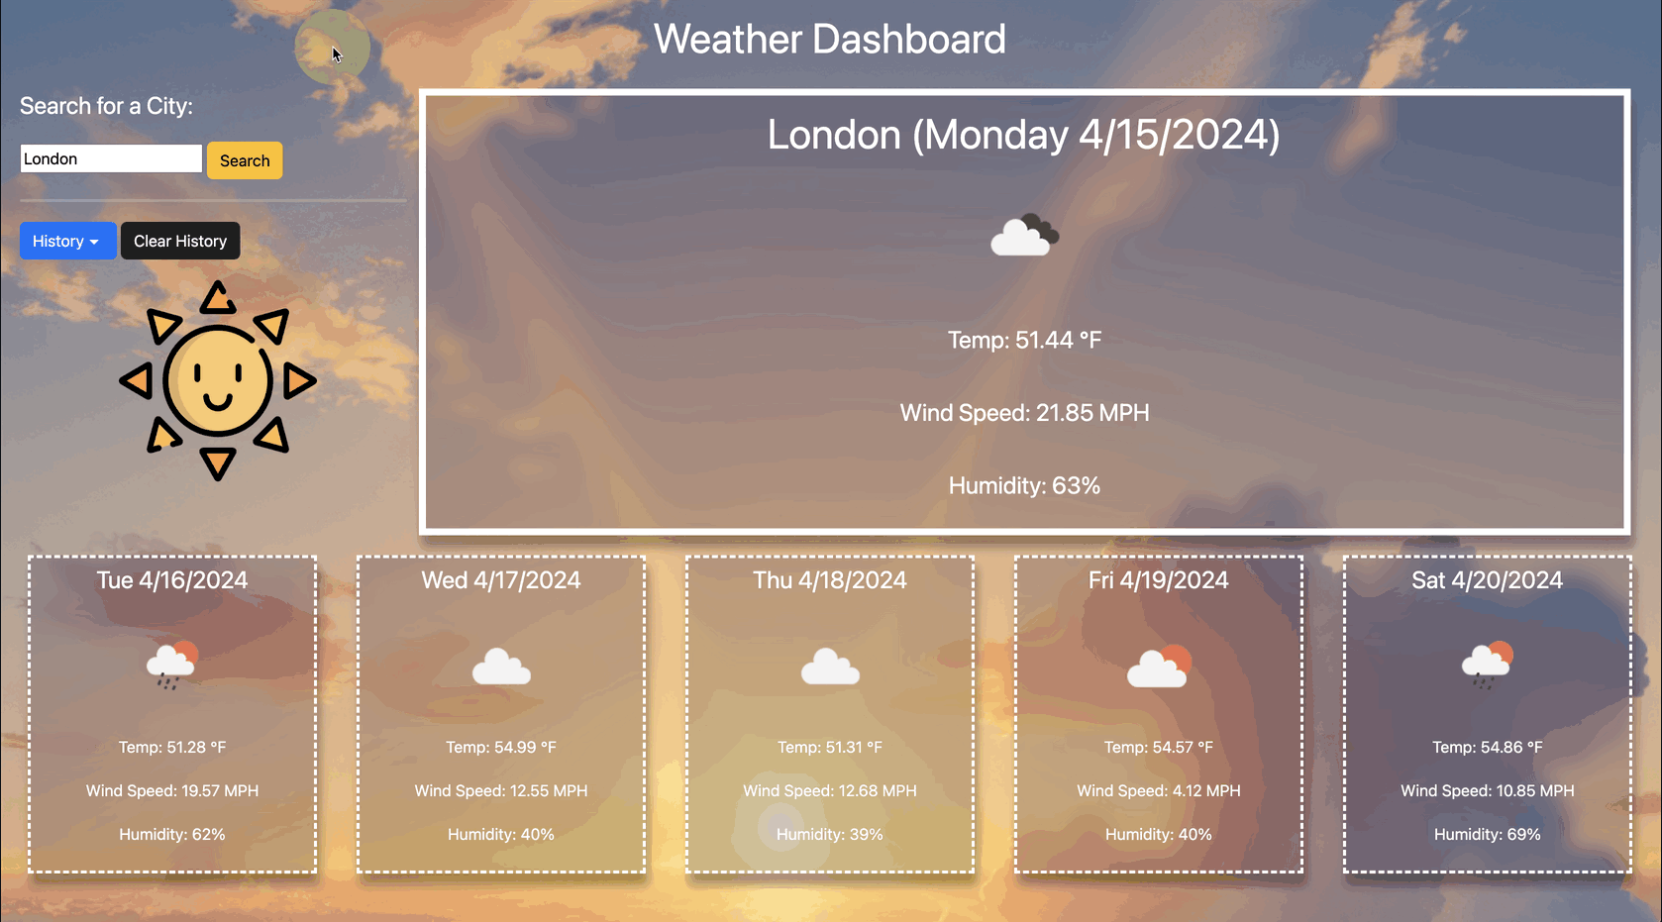 Weather Dashboard
Search for a City:
London
Search
History
Clear History
London (Monday 4/15/2024)
Temp: 51.44 °F
Wind Speed: 21.85 MPH
Humidity: 63%
Tue 4/16/2024
Temp: 51.28 °F
Wind Speed: 19.57 MPH
Humidity: 62%
Wed 4/17/2024
Temp: 54.99 °F
Wind Speed: 12.55 MPH
Humidity: 40%
Thu 4/18/2024
Temp: 51.31 °F
Wind Speed: 12.68 MPH
Humidity: 39%
Fri 4/19/2024
Temp: 54.57 °F
Wind Speed: 4.12 MPH
Humidity: 40%
Sat 4/20/2024
Temp: 54.86 °F
Wind Speed: 10.85 MPH
Humidity: 69%